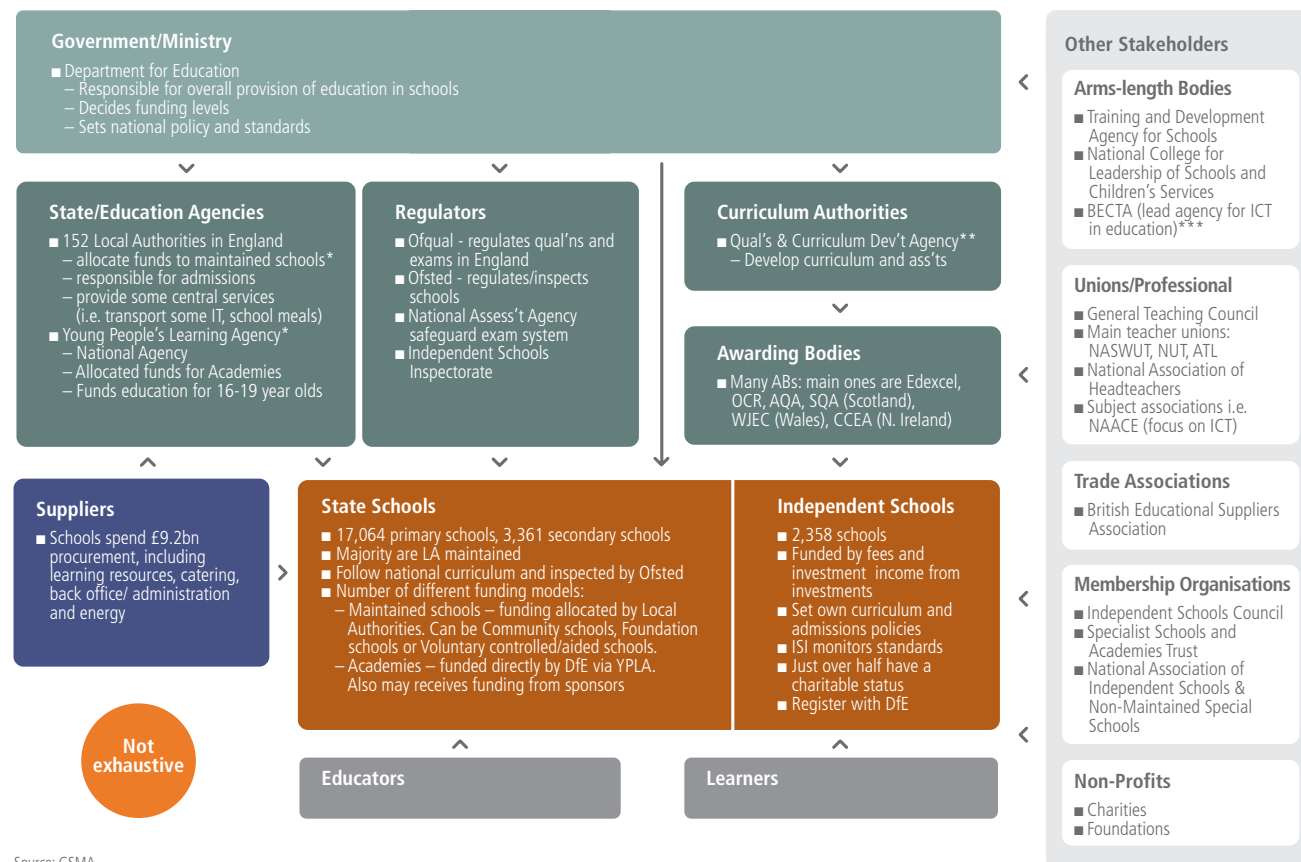 Government/Ministry
■ Department for Education
– Responsible for overall provision of education in schools
– Decides funding levels
– Sets national policy and standards
State/Education Agencies
■ 152 Local Authorities in England
– allocate funds to maintained schools*
– responsible for admissions
– provide some central services
(i.e. transport some IT, school meals)
■ Young People's Learning Agency*
– National Agency
– Allocated funds for Academies
– Funds education for 16-19 year olds
Regulators
■ Ofqual - regulates qual'ns and
exams in England
■ Ofsted - regulates/inspects
schools
■ National Assess't Agency
safeguard exam system
■ Independent Schools
Inspectorate
Curriculum Authorities
■ Qual's & Curriculum Dev't Agency**
– Develop curriculum and ass'ts
Awarding Bodies
■ Many ABs: main ones are Edexcel,
OCR, AQA, SQA (Scotland),
WJEC (Wales), CCEA (N. Ireland)
Suppliers
■ Schools spend £9.2bn
procurement, including
learning resources, catering,
back office/ administration
and energy
State Schools
■ 17,064 primary schools, 3,361 secondary schools
■ Majority are LA maintained
■ Follow national curriculum and inspected by Ofsted
■ Number of different funding models:
– Maintained schools – funding allocated by Local
Authorities. Can be Community schools, Foundation
schools or Voluntary controlled/aided schools.
– Academies – funded directly by DfE via YPLA.
Also may receives funding from sponsors
Independent Schools
■ 2,358 schools
■ Funded by fees and
investment income from
investments
■ Set own curriculum and
admissions policies
■ ISI monitors standards
■ Just over half have a
charitable status
■ Register with DfE
Not
exhaustive
Educators
Learners
Other Stakeholders
Arms-length Bodies
■ Training and Development
Agency for Schools
■ National College for
Leadership of Schools and
Children's Services
■ BECTA (lead agency for ICT
in education)***
Unions/Professional
■ General Teaching Council
■ Main teacher unions:
NASWUT, NUT, ATL
■ National Association of
Headteachers
■ Subject associations i.e.
NAACE (focus on ICT)
Trade Associations
■ British Educational Suppliers
Association
Membership Organisations
■ Independent Schools Council
■ Specialist Schools and
Academies Trust
■ National Association of
Independent Schools &
Non-Maintained Special
Schools
Non-Profits
■ Charities
■ Foundations
Source: GSMA